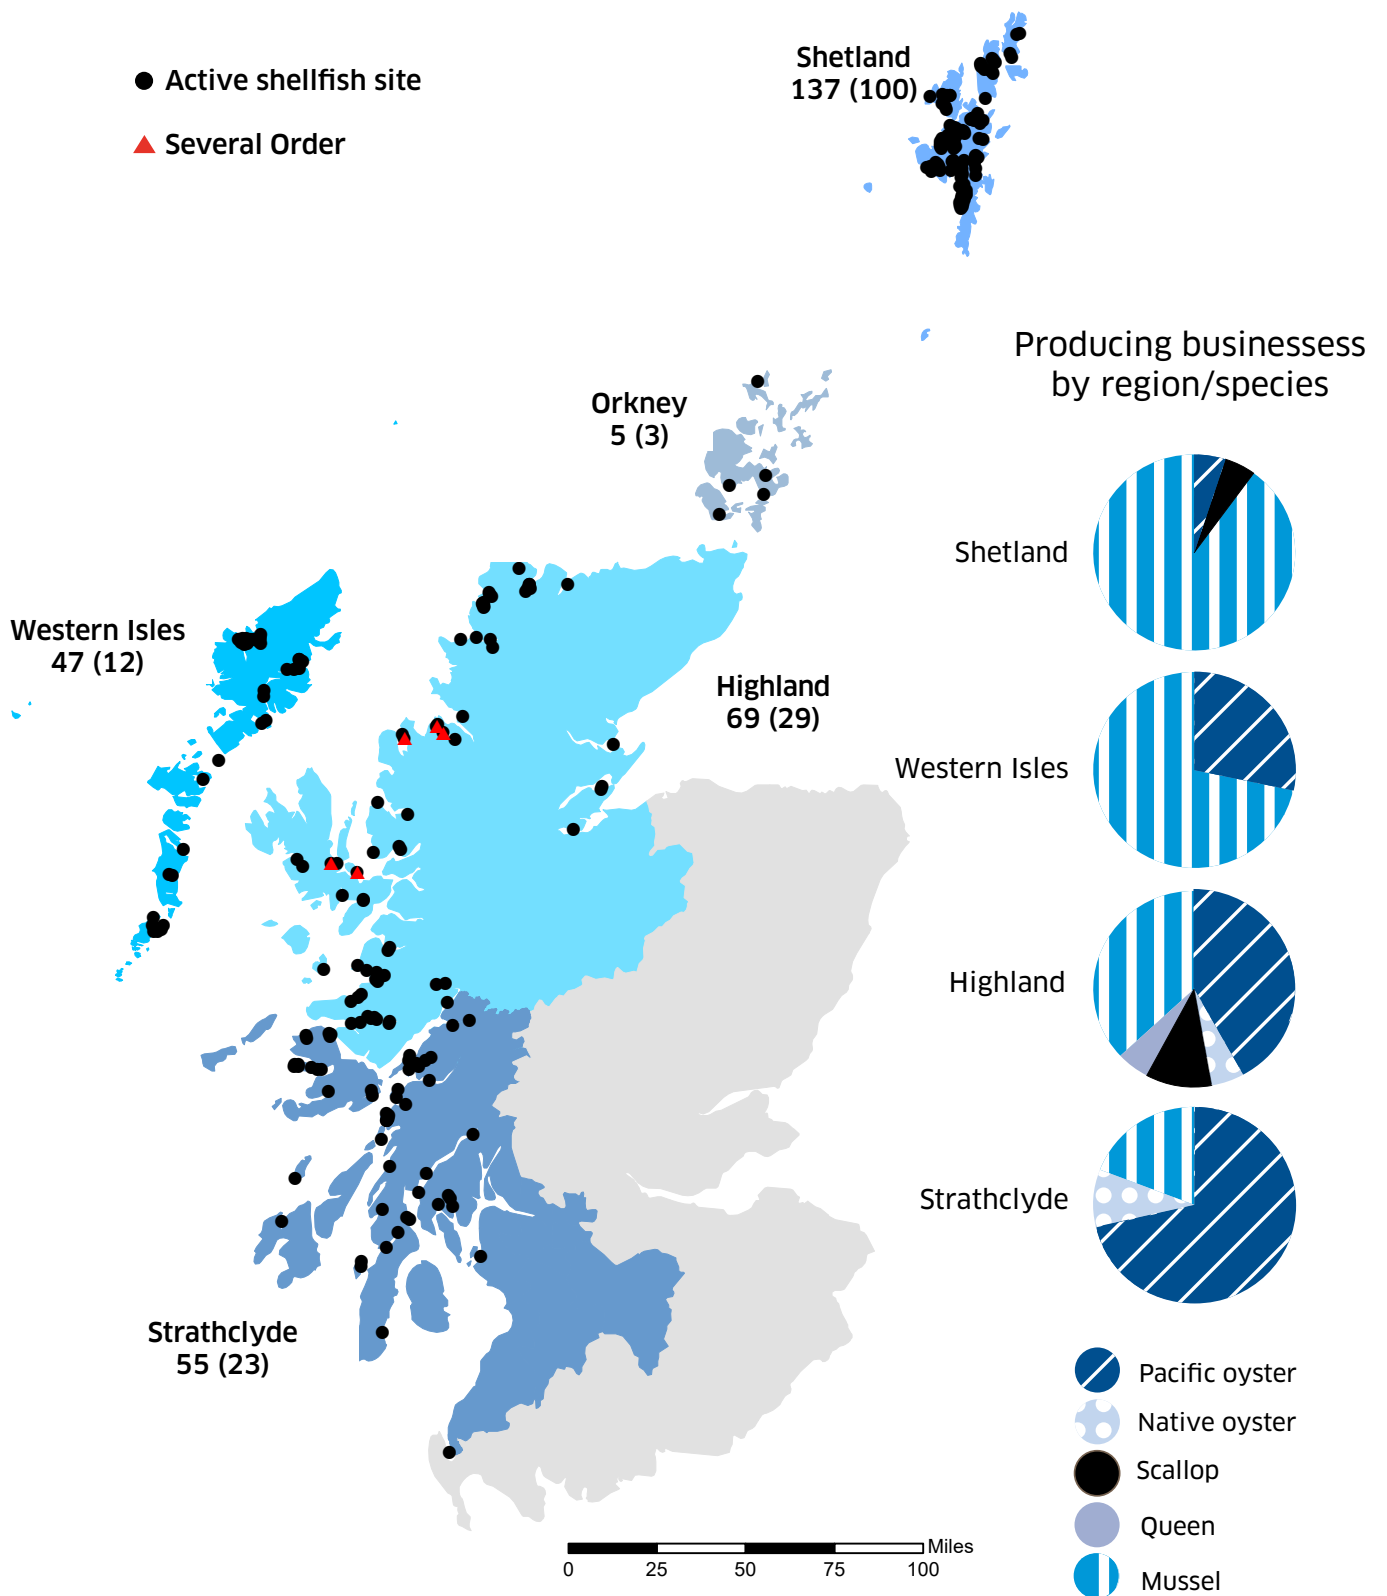 Active shellfish site
Several Order
Shetland
137 (100)
Producing businessess
by region/species
Orkney
5 (3)
Shetland
Western Isles
47 (12)
Highland
69 (29)
Western Isles
Highland
Strathclyde
Strathclyde
55 (23)
Pacific oyster
Native oyster
Scallop
Queen
Mussel
Miles
0 25 50 75 100